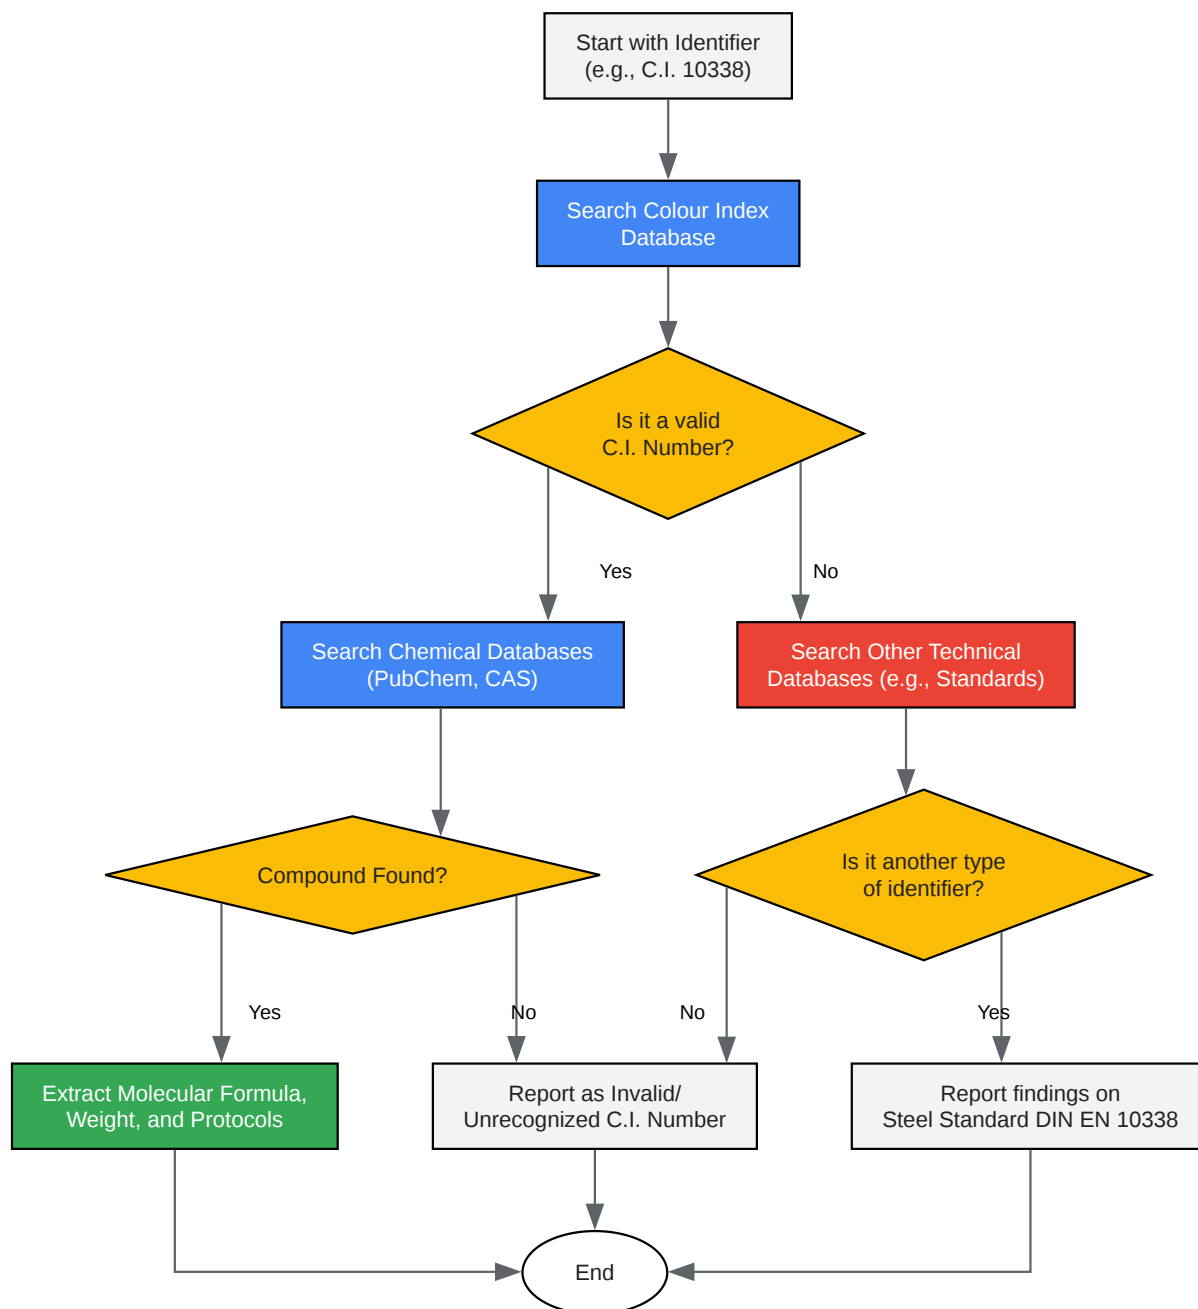 Start with Identifier
(e.g., C.I. 10338)
Search Colour Index
Database
Is it a valid
C.I. Number?
Yes
No
Search Chemical Databases
(PubChem, CAS)
Search Other Technical
Databases (e.g., Standards)
Compound Found?
Is it another type
of identifier?
Yes
No
No
Yes
Extract Molecular Formula,
Weight, and Protocols
Report as Invalid/
Unrecognized C.I. Number
Report findings on
Steel Standard DIN EN 10338
End